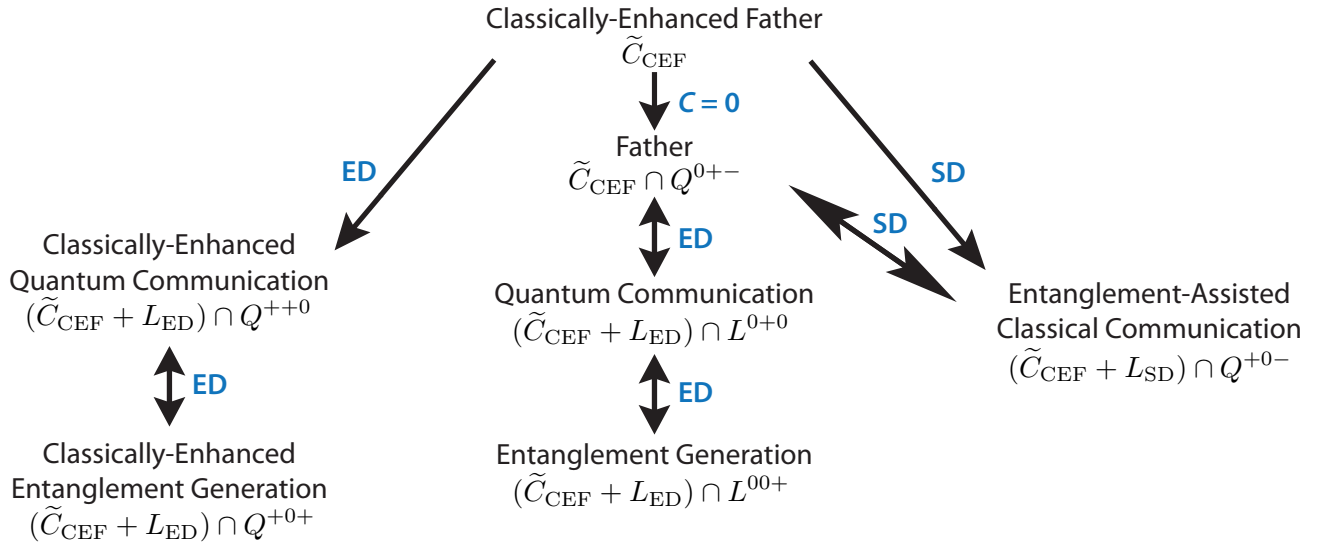 Classically-Enhanced Father
C̃_CEF
C = 0
Father
C̃_CEF ∩ Q^{0+−}
ED
SD
SD
ED
Classically-Enhanced
Quantum Communication
(C̃_CEF + L_ED) ∩ Q^{++0}
Quantum Communication
(C̃_CEF + L_ED) ∩ L^{0+0}
Entanglement-Assisted
Classical Communication
(C̃_CEF + L_SD) ∩ Q^{+0−}
ED
ED
Classically-Enhanced
Entanglement Generation
(C̃_CEF + L_ED) ∩ Q^{+0+}
Entanglement Generation
(C̃_CEF + L_ED) ∩ L^{00+}